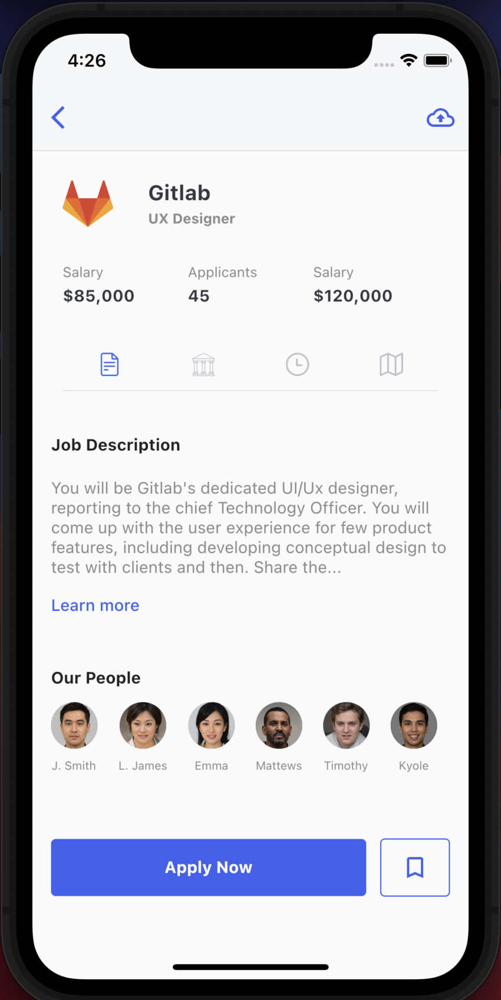 4:26
Gitlab
UX Designer
Salary Applicants Salary
$85,000 45 $120,000
Job Description
You will be Gitlab's dedicated UI/Ux designer,
reporting to the chief Technology Officer. You will
come up with the user experience for few product
features, including developing conceptual design to
test with clients and then. Share the...
Learn more
Our People
J. Smith L. James Emma Mattews Timothy Kyole
Apply Now